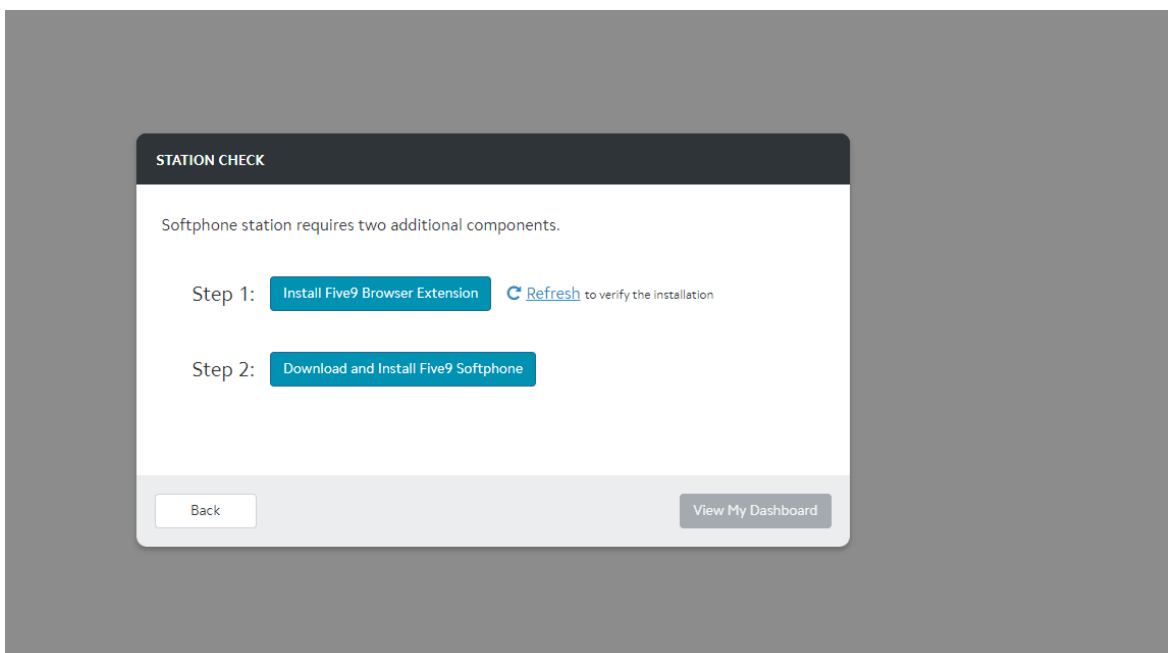 STATION CHECK
Softphone station requires two additional components.
Step 1: Install Five9 Browser Extension Refresh to verify the installation
Step 2: Download and Install Five9 Softphone
Back View My Dashboard